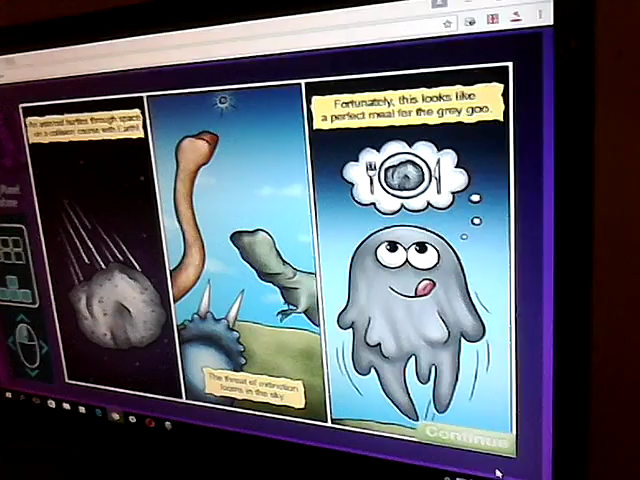 An asteroid hurtles through space
on a collision course with Earth!
The threat of extinction
looms in the sky.
Fortunately, this looks like
a perfect meal for the grey goo.
Continue